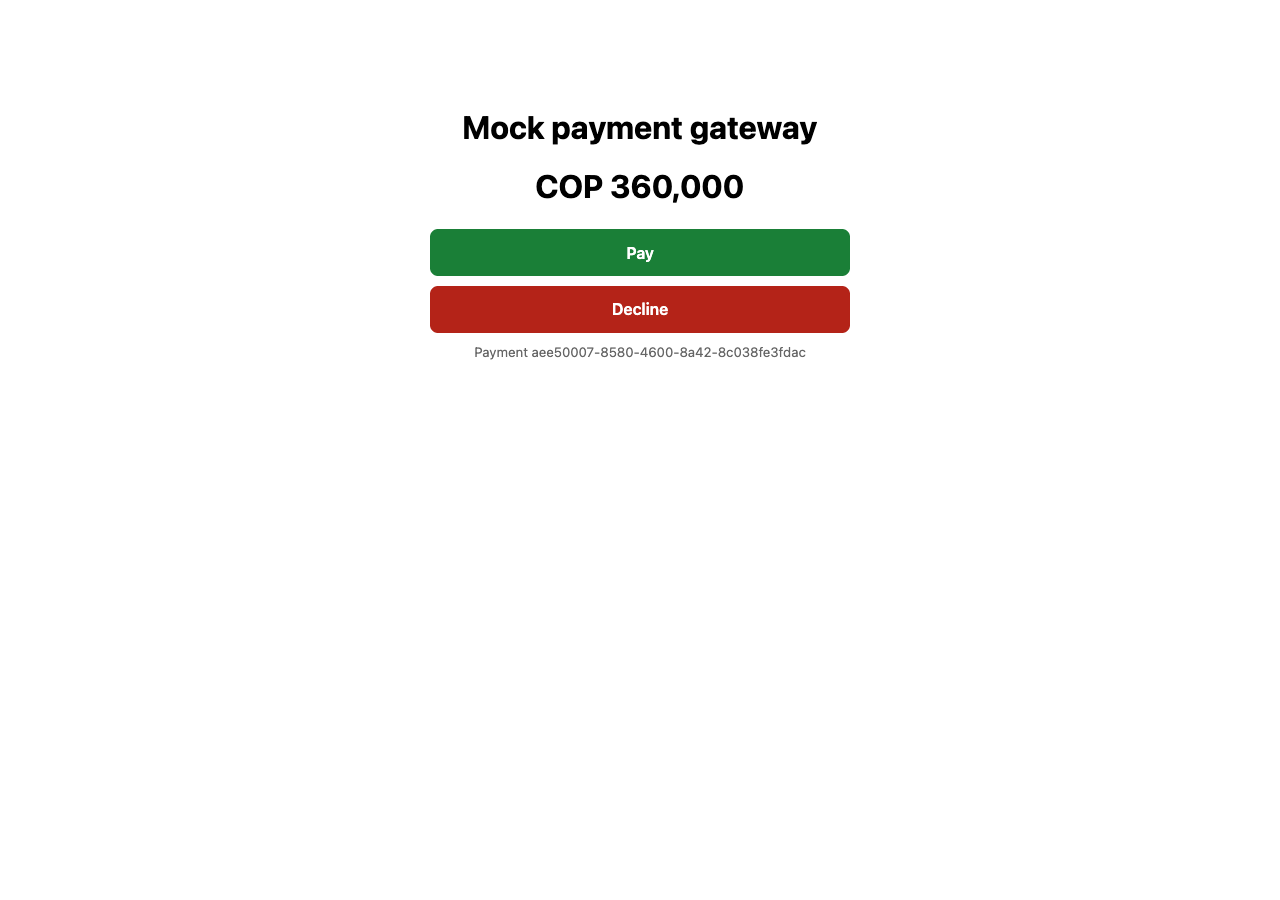 Mock payment gateway
COP 360,000
Pay
Decline
Payment aee50007-8580-4600-8a42-8c038fe3fdac